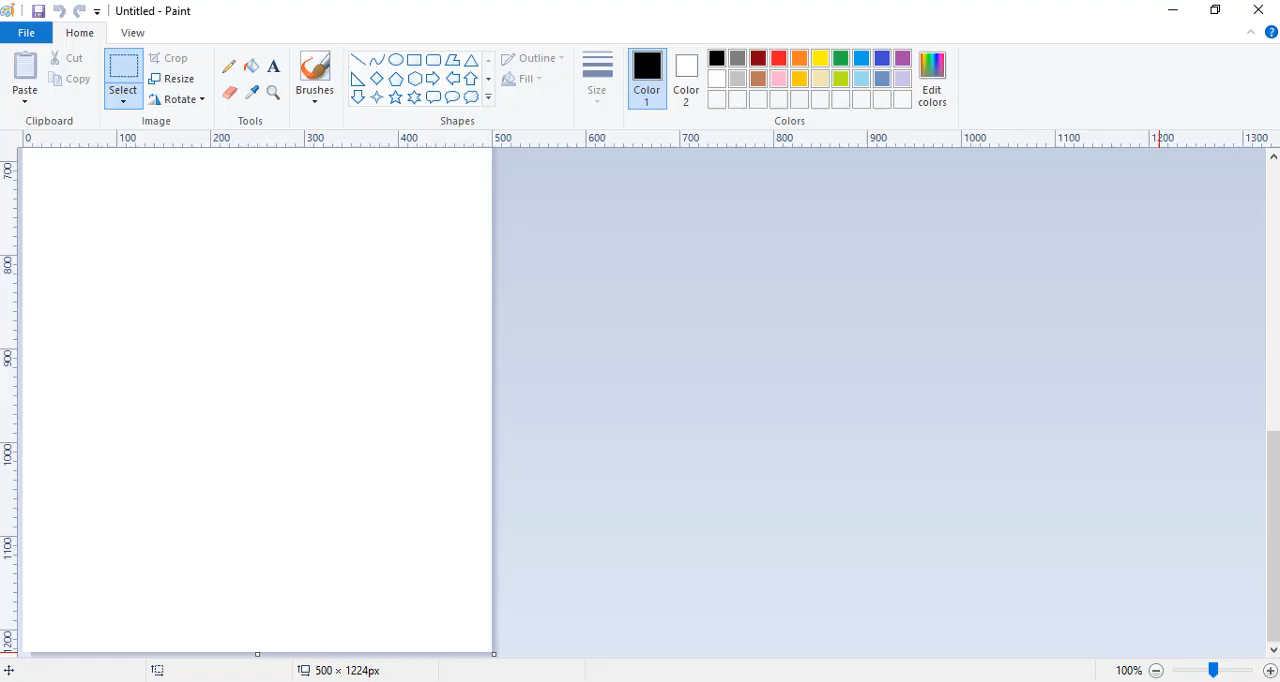 Untitled - Paint
File Home View
Paste
Cut
Copy
Clipboard
Select
Crop
Resize
Rotate
Image
A
Tools
Brushes
Outline
Fill
Shapes
Size
Color 1
Color 2
Edit colors
Colors
0 100 200 300 400 500 600 700 800 900 1000 1100 1200 1300
700
800
900
1000
1100
1200
500 × 1224px
100%